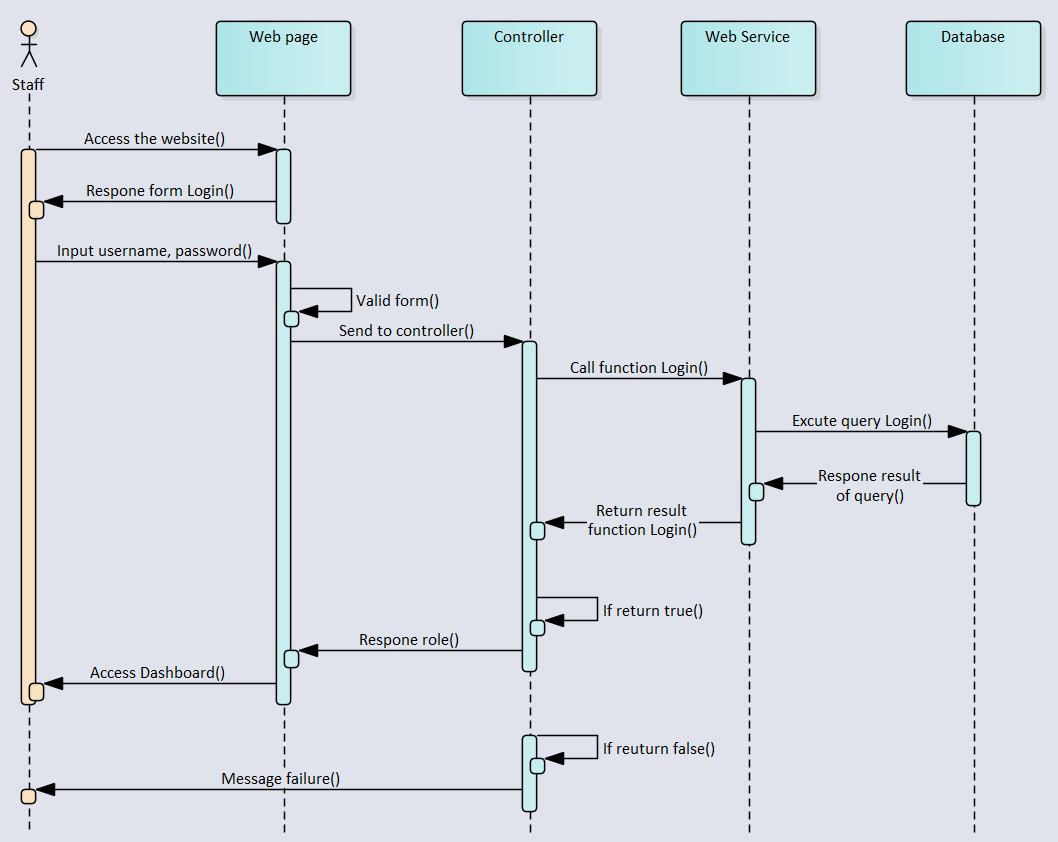 Web page
Controller
Web Service
Database
Staff
Access the website()
Respone form Login()
Input username, password()
Valid form()
Send to controller()
Call function Login()
Excute query Login()
Respone result
of query()
Return result
function Login()
If return true()
Respone role()
Access Dashboard()
If reuturn false()
Message failure()